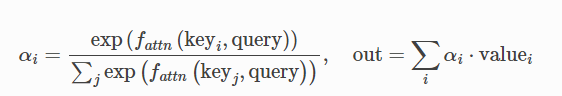 α_i = exp(f_attn(key_i, query)) / ∑_j exp(f_attn(key_j, query)), out = ∑_i α_i · value_i